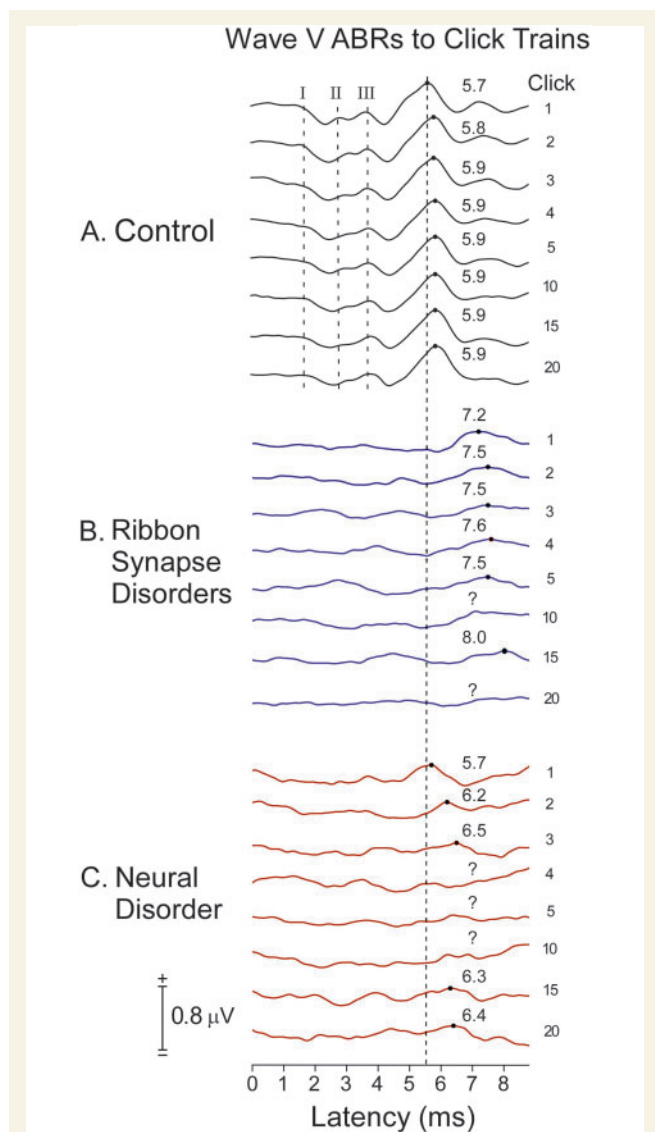 Wave V ABRs to Click Trains
Click
I II III
5.7 1
5.8 2
5.9 3
5.9 4
A. Control
5.9 5
5.9 10
5.9 15
5.9 20
7.2 1
7.5 2
7.5 3
B. Ribbon
Synapse
Disorders
7.6 4
7.5 5
? 10
8.0 15
? 20
5.7 1
6.2 2
6.5 3
C. Neural
Disorder
? 4
? 5
? 10
6.3 15
6.4 20
+
0.8 μV
=
0 1 2 3 4 5 6 7 8
Latency (ms)